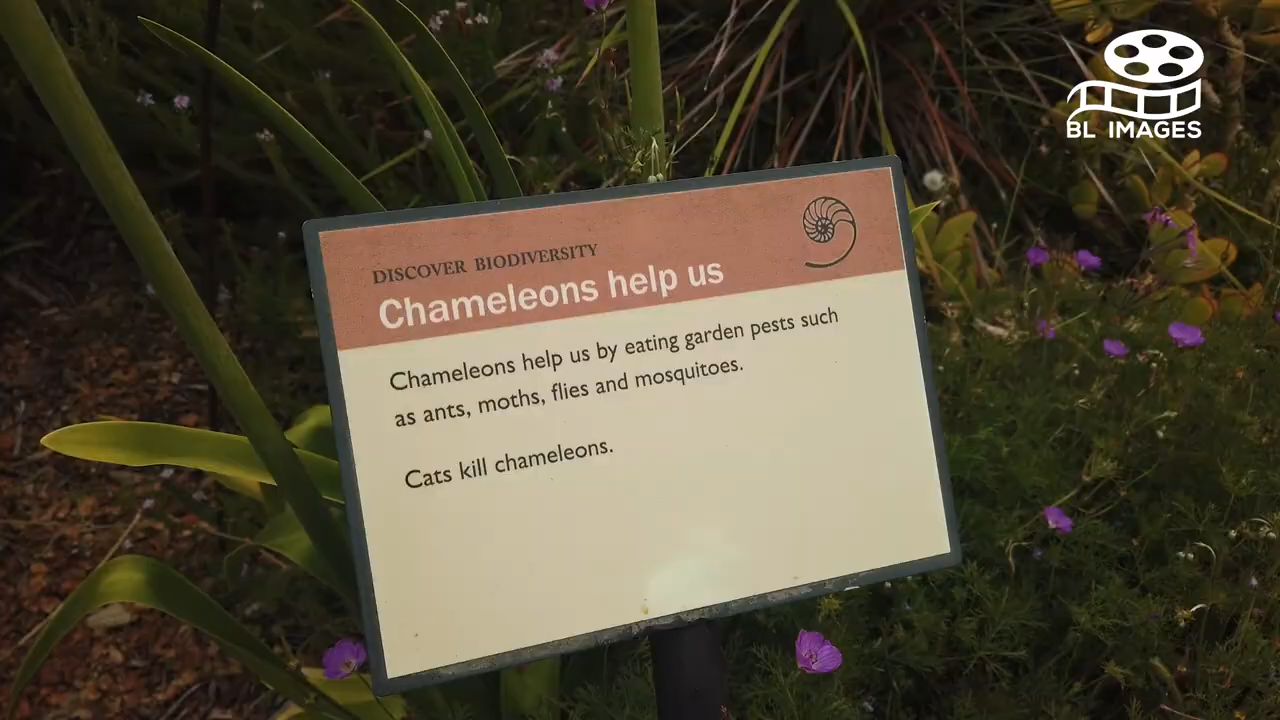 BL IMAGES
DISCOVER BIODIVERSITY
Chameleons help us
Chameleons help us by eating garden pests such
as ants, moths, flies and mosquitoes.
Cats kill chameleons.